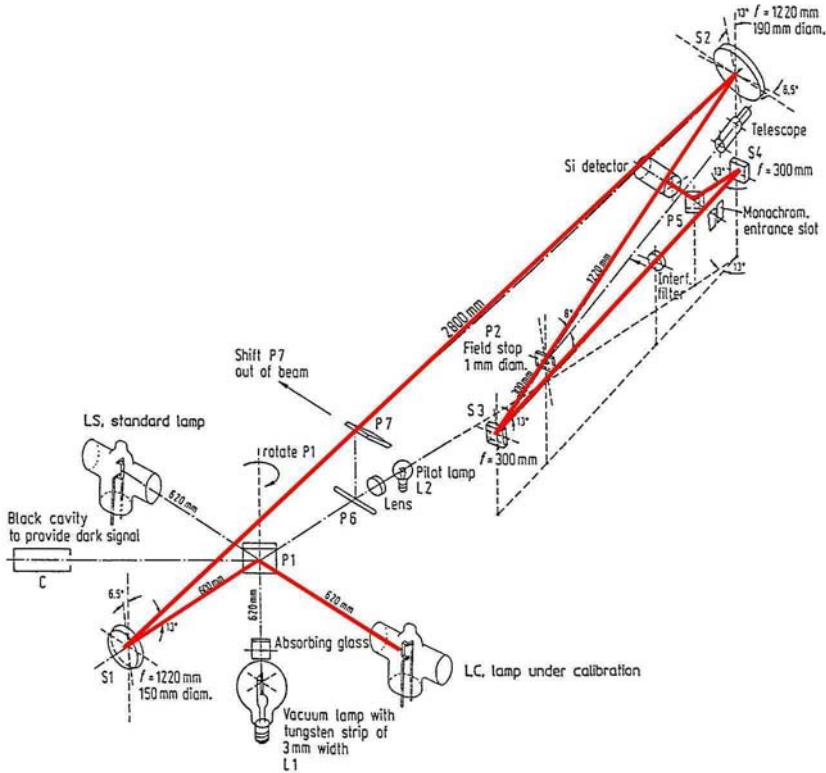 13° f = 1220 mm
190 mm diam.
S2
6,5°
Telescope
S4
13°
f = 300 mm
Si detector
P5
Monochrom.
entrance slot
13°
Interf.
filter
1220 mm
8°
2800 mm
P2
Field stop
1 mm diam.
300 mm
S3
13°
f = 300 mm
Shift P7
out of beam
P7
LS, standard lamp
rotate P1
Pilot lamp
L2
Lens
P6
620 mm
Black cavity
to provide dark signal
C
P1
600 mm
620 mm
620 mm
6,5°
13°
S1
f = 1220 mm
150 mm diam.
Absorbing glass
LC, lamp under calibration
Vacuum lamp with
tungsten strip of
3 mm width
L1